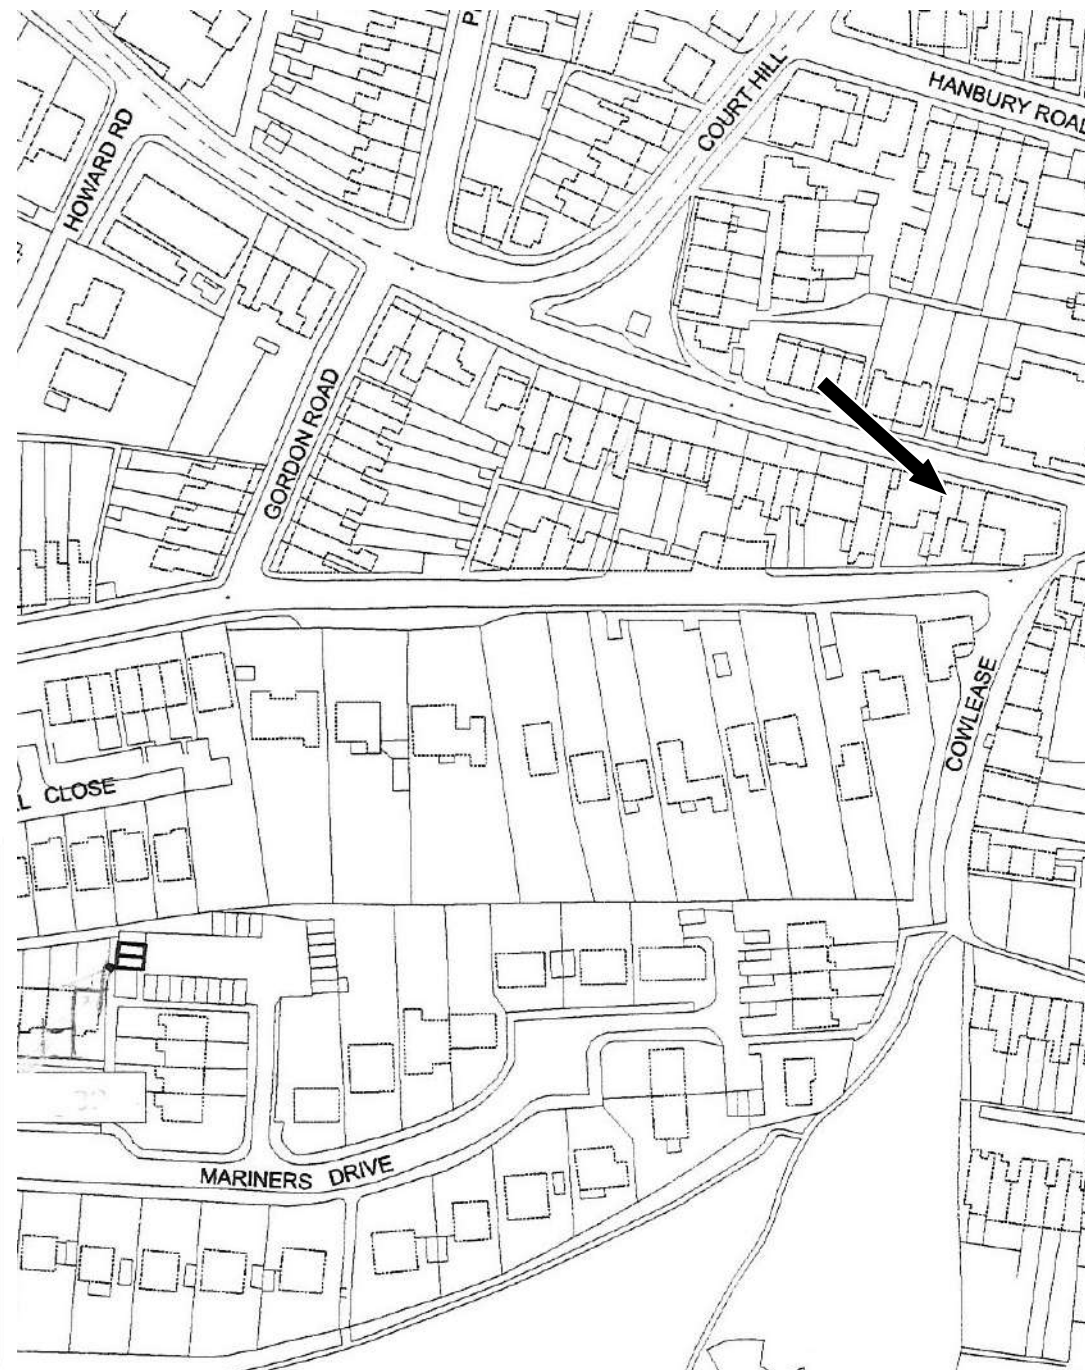 P
COURT HILL
HANBURY ROAD
HOWARD RD
GORDON ROAD
COWLEASE
L CLOSE
MARINERS DRIVE